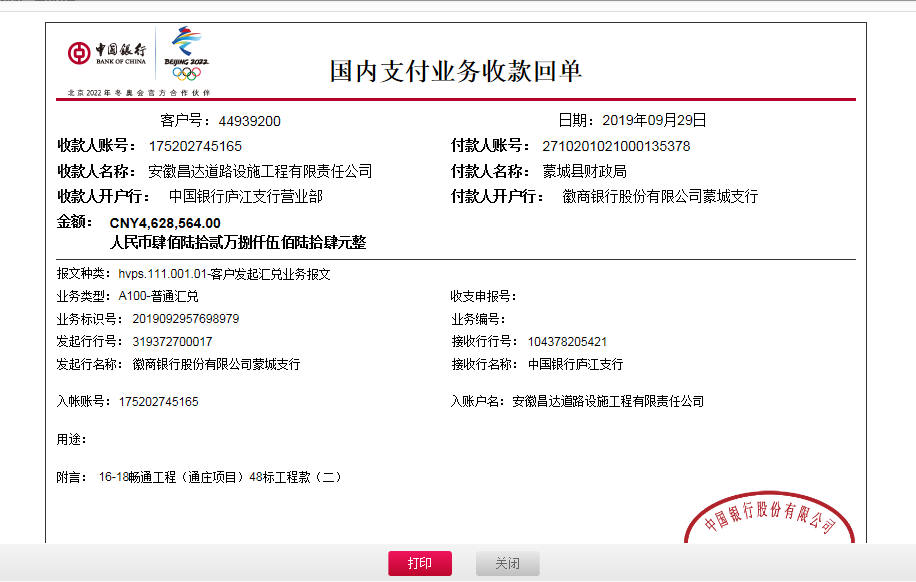 中国银行
BANK OF CHINA
BEIJING 2022
北京2022年冬奥会官方合作伙伴
国内支付业务收款回单
客户号：44939200 日期：2019年09月29日
收款人账号：175202745165 付款人账号：2710201021000135378
收款人名称：安徽昌达道路设施工程有限责任公司 付款人名称：蒙城县财政局
收款人开户行：中国银行庐江支行营业部 付款人开户行：徽商银行股份有限公司蒙城支行
金额：CNY4,628,564.00
人民币肆佰陆拾贰万捌仟伍佰陆拾肆元整
报文种类：hvps.111.001.01-客户发起汇兑业务报文
业务类型：A100-普通汇兑 收支申报号：
业务标识号：2019092957698979 业务编号：
发起行行号：319372700017 接收行行号：104378205421
发起行名称：徽商银行股份有限公司蒙城支行 接收行名称：中国银行庐江支行
入帐账号：175202745165 入账户名：安徽昌达道路设施工程有限责任公司
用途：
附言：16-18畅通工程（通庄项目）48标工程款（二）
中国银行股份有限公司
打印 关闭